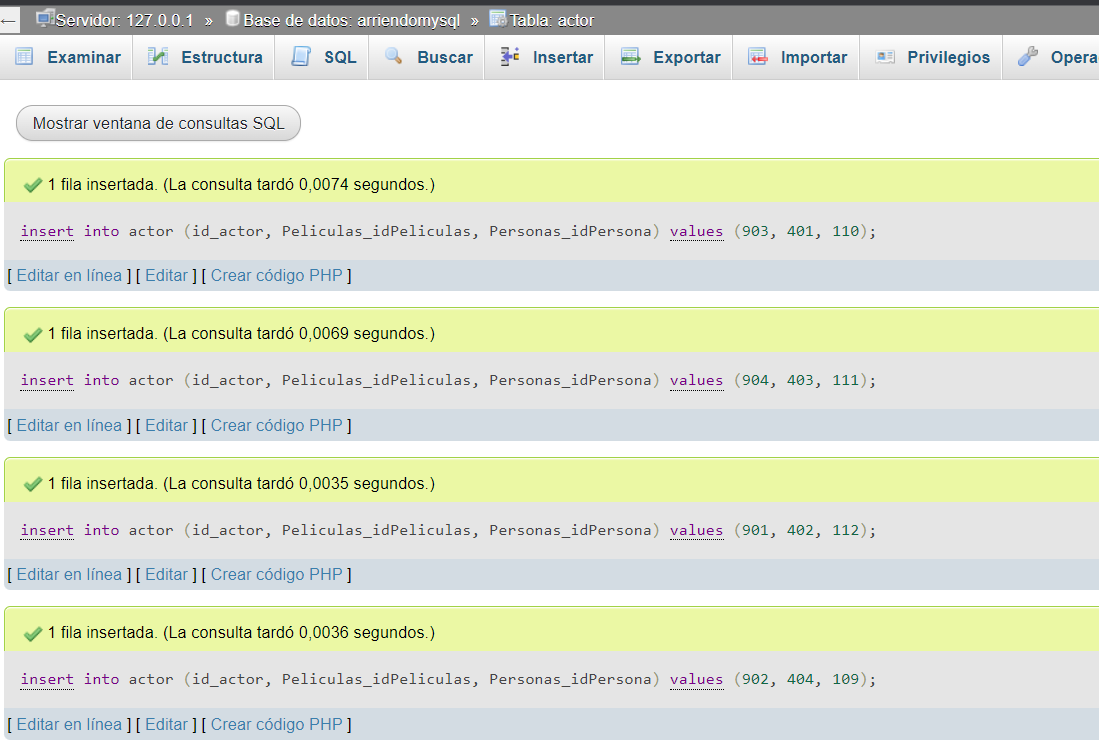 ← Servidor: 127.0.0.1 » Base de datos: arriendomysql » Tabla: actor
Examinar Estructura SQL Buscar Insertar Exportar Importar Privilegios Opera
Mostrar ventana de consultas SQL
1 fila insertada. (La consulta tardó 0,0074 segundos.)
insert into actor (id_actor, Peliculas_idPeliculas, Personas_idPersona) values (903, 401, 110);
[ Editar en línea ] [ Editar ] [ Crear código PHP ]
1 fila insertada. (La consulta tardó 0,0069 segundos.)
insert into actor (id_actor, Peliculas_idPeliculas, Personas_idPersona) values (904, 403, 111);
[ Editar en línea ] [ Editar ] [ Crear código PHP ]
1 fila insertada. (La consulta tardó 0,0035 segundos.)
insert into actor (id_actor, Peliculas_idPeliculas, Personas_idPersona) values (901, 402, 112);
[ Editar en línea ] [ Editar ] [ Crear código PHP ]
1 fila insertada. (La consulta tardó 0,0036 segundos.)
insert into actor (id_actor, Peliculas_idPeliculas, Personas_idPersona) values (902, 404, 109);
[ Editar en línea ] [ Editar ] [ Crear código PHP ]